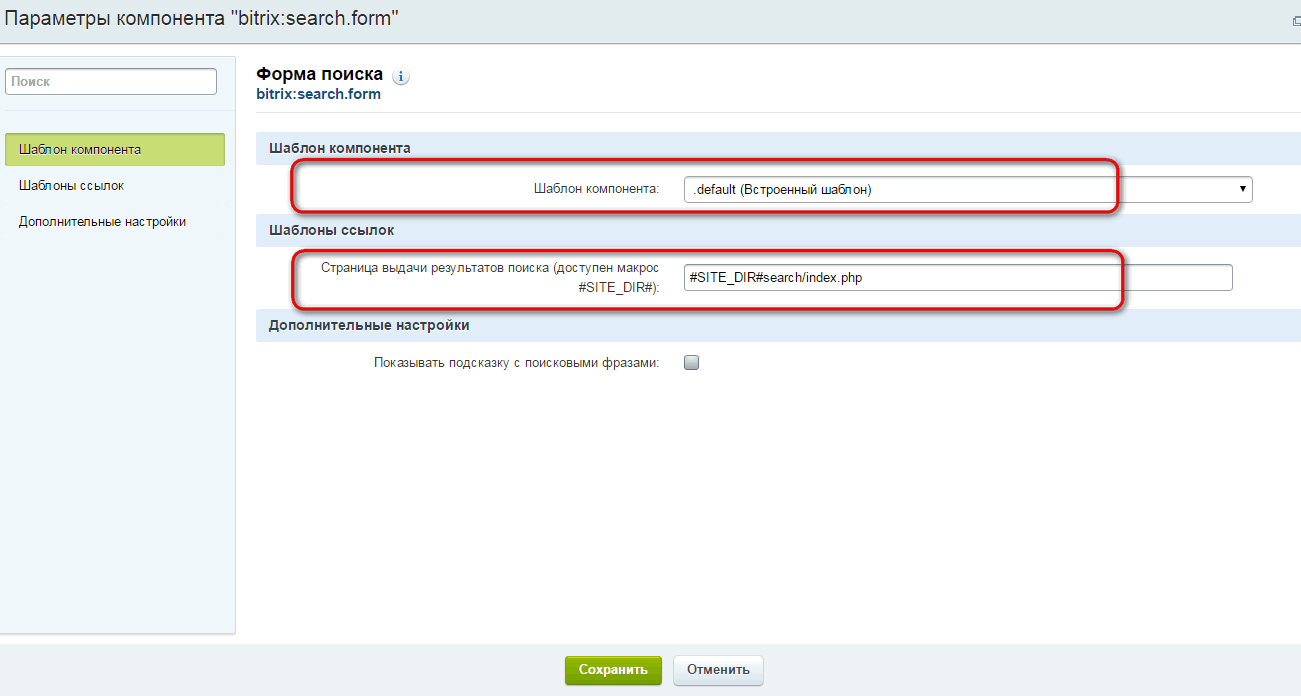 Параметры компонента "bitrix:search.form"
Поиск
Шаблон компонента
Шаблоны ссылок
Дополнительные настройки
Форма поиска
bitrix:search.form
Шаблон компонента
Шаблон компонента: .default (Встроенный шаблон)
Шаблоны ссылок
Страница выдачи результатов поиска (доступен макрос
#SITE_DIR#): #SITE_DIR#search/index.php
Дополнительные настройки
Показывать подсказку с поисковыми фразами:
Сохранить Отменить